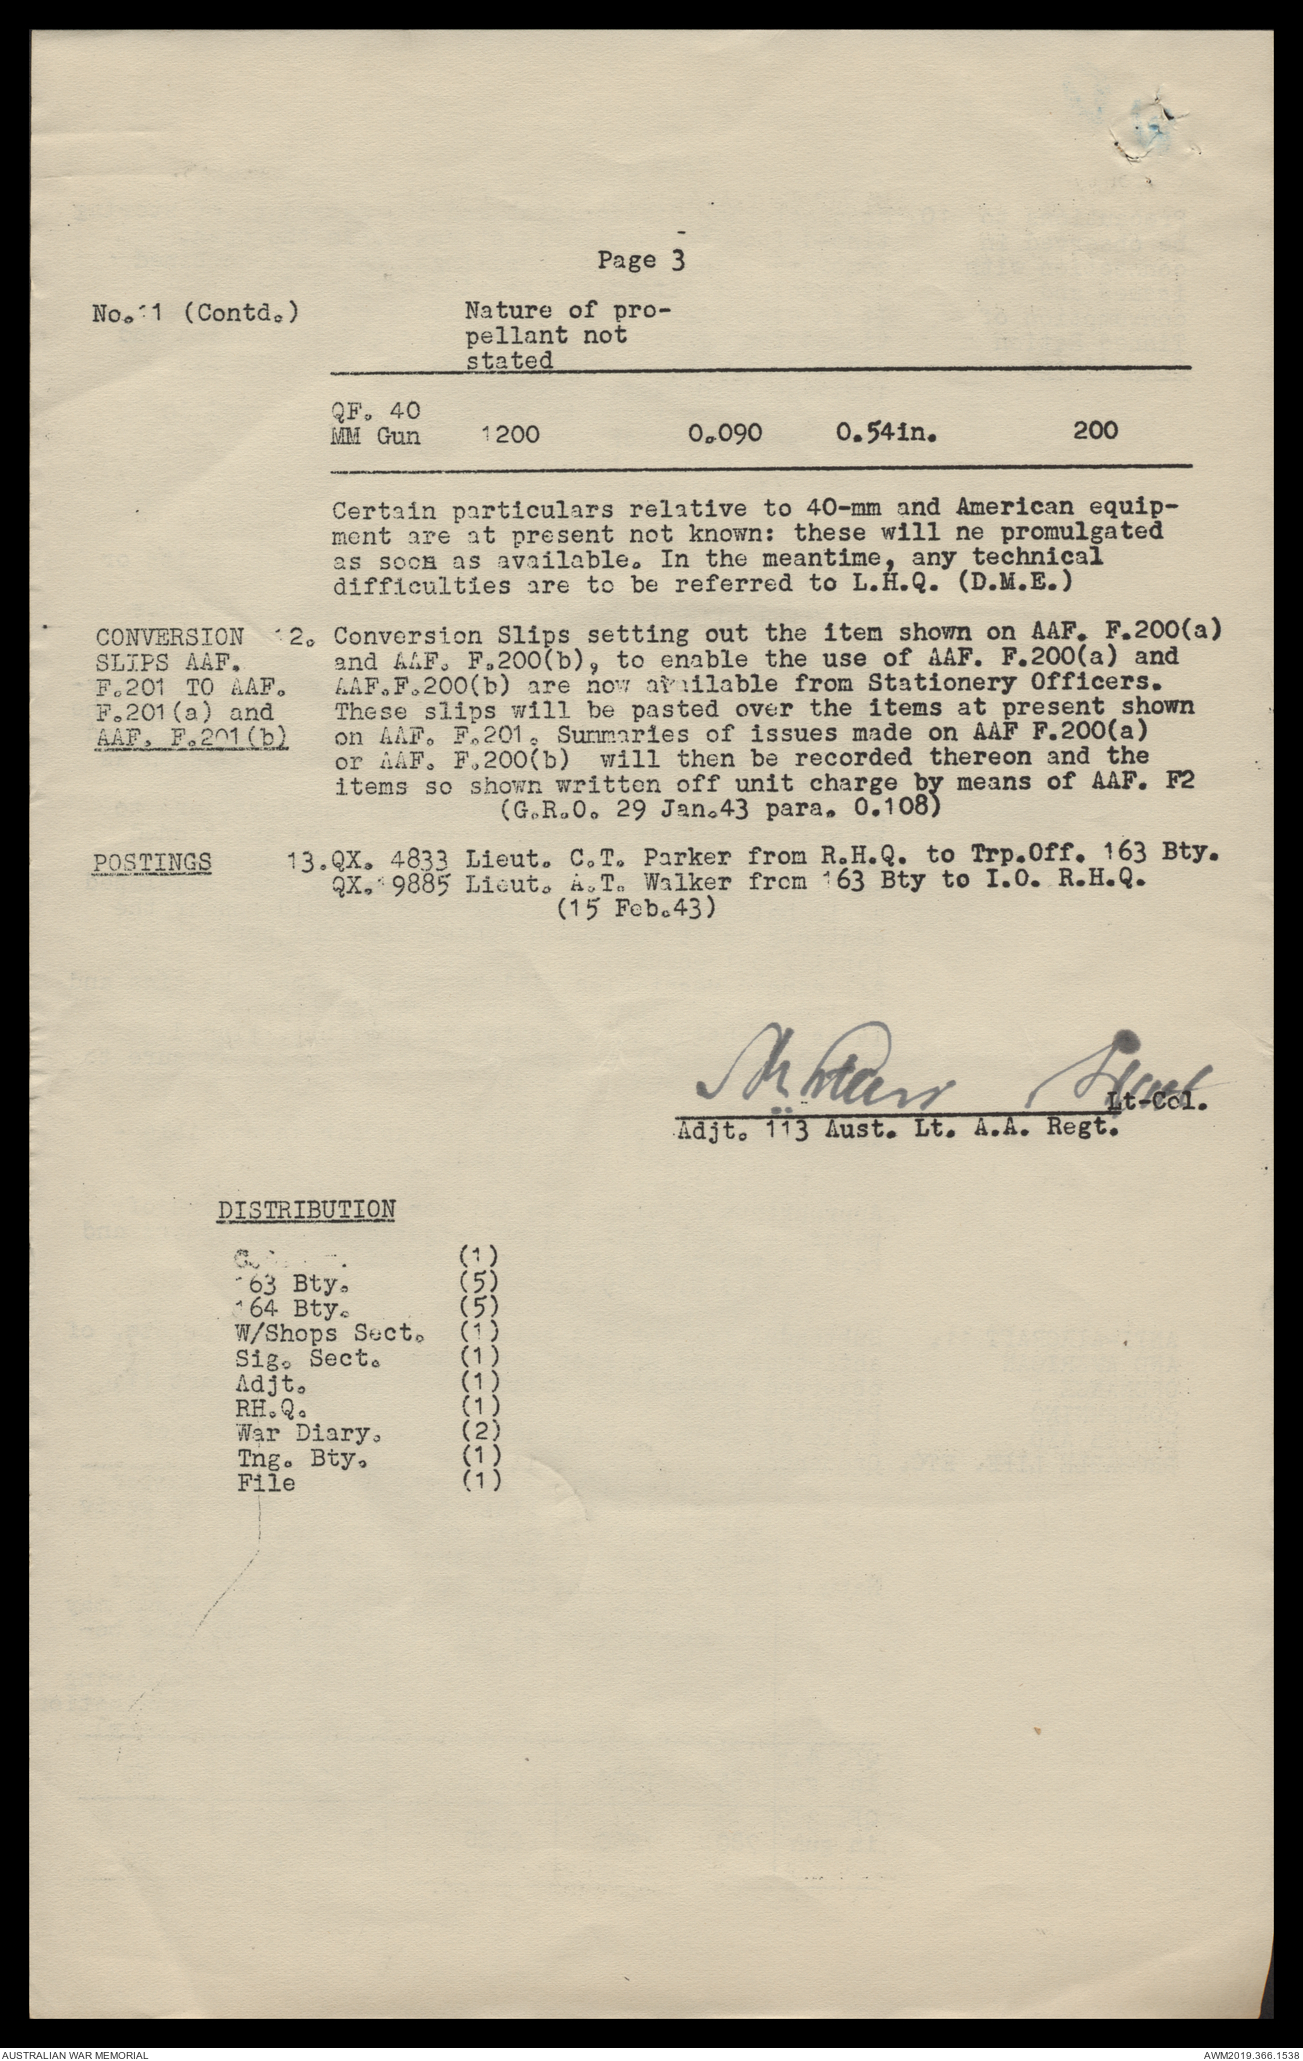 Page 3
No.11 (Contd.)
Nature of pro-
pellant not
stated
QF. 40
MM Gun 1200 0.090 0.54in. 200
Certain particulars relative to 40-mm and American equip-
ment are at present not known: these will ne promulgated
as soon as available. In the meantime, any technical
difficulties are to be referred to L.H.Q. (D.M.E.)
CONVERSION 12. Conversion Slips setting out the item shown on AAF. F.200(a)
SLIPS AAF. and AAF. F.200(b), to enable the use of AAF. F.200(a) and
F.201 TO AAF. AAF.F.200(b) are now available from Stationery Officers.
F.201(a) and These slips will be pasted over the items at present shown
AAF. F.201(b) on AAF. F.201. Summaries of issues made on AAF F.200(a)
or AAF. F.200(b) will then be recorded thereon and the
items so shown written off unit charge by means of AAF. F2
(G.R.O. 29 Jan.43 para. 0.108)
POSTINGS 13.QX. 4833 Lieut. C.T. Parker from R.H.Q. to Trp.Off. 163 Bty.
QX.19885 Lieut. A.T. Walker from 163 Bty to I.O. R.H.Q.
(15 Feb.43)
Lt-Col.
Adjt. 113 Aust. Lt. A.A. Regt.
DISTRIBUTION
(1)
163 Bty. (5)
164 Bty. (5)
W/Shops Sect. (1)
Sig. Sect. (1)
Adjt. (1)
RH.Q. (1)
War Diary. (2)
Tng. Bty. (1)
File (1)
AUSTRALIAN WAR MEMORIAL
AWM2019.366.1538